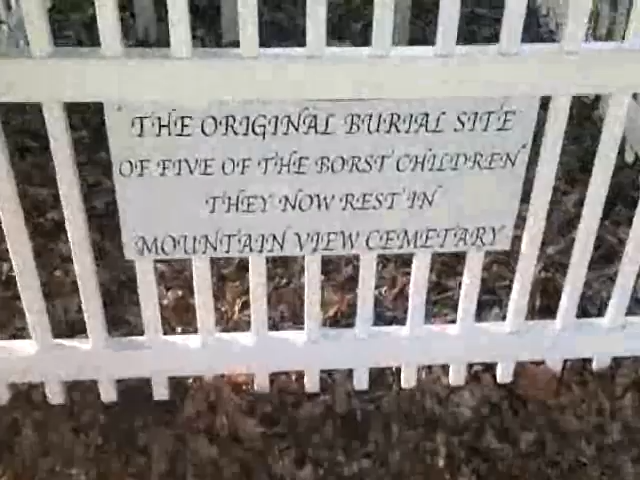 THE ORIGINAL BURIAL SITE
OF FIVE OF THE BORST CHILDREN
THEY NOW REST IN
MOUNTAIN VIEW CEMETARY